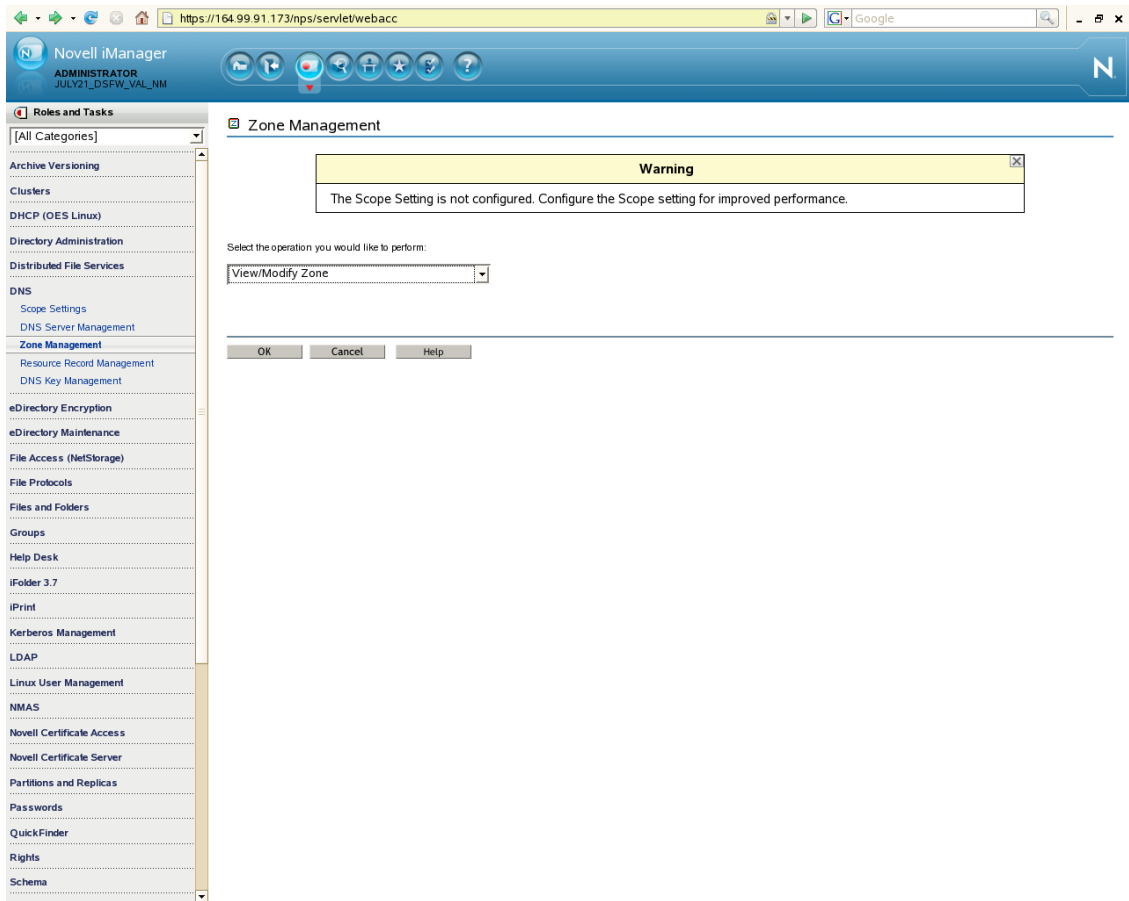 https://164.99.91.173/nps/servlet/webacc
G Google
N Novell iManager
ADMINISTRATOR
JULY21_DSFW_VAL_NM
?
N
Roles and Tasks
[All Categories]
Archive Versioning
Clusters
DHCP (OES Linux)
Directory Administration
Distributed File Services
DNS
Scope Settings
DNS Server Management
Zone Management
Resource Record Management
DNS Key Management
eDirectory Encryption
eDirectory Maintenance
File Access (NetStorage)
File Protocols
Files and Folders
Groups
Help Desk
iFolder 3.7
iPrint
Kerberos Management
LDAP
Linux User Management
NMAS
Novell Certificate Access
Novell Certificate Server
Partitions and Replicas
Passwords
QuickFinder
Rights
Schema
Zone Management
Warning
The Scope Setting is not configured. Configure the Scope setting for improved performance.
Select the operation you would like to perform:
View/Modify Zone
OK Cancel Help